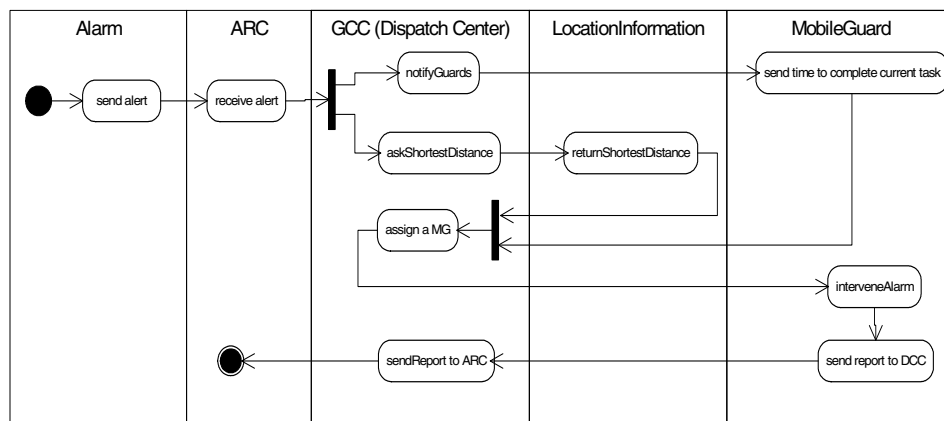 Alarm
ARC
GCC (Dispatch Center)
LocationInformation
MobileGuard
notifyGuards
send time to complete current task
send alert
receive alert
askShortestDistance
returnShortestDistance
assign a MG
interveneAlarm
sendReport to ARC
send report to DCC